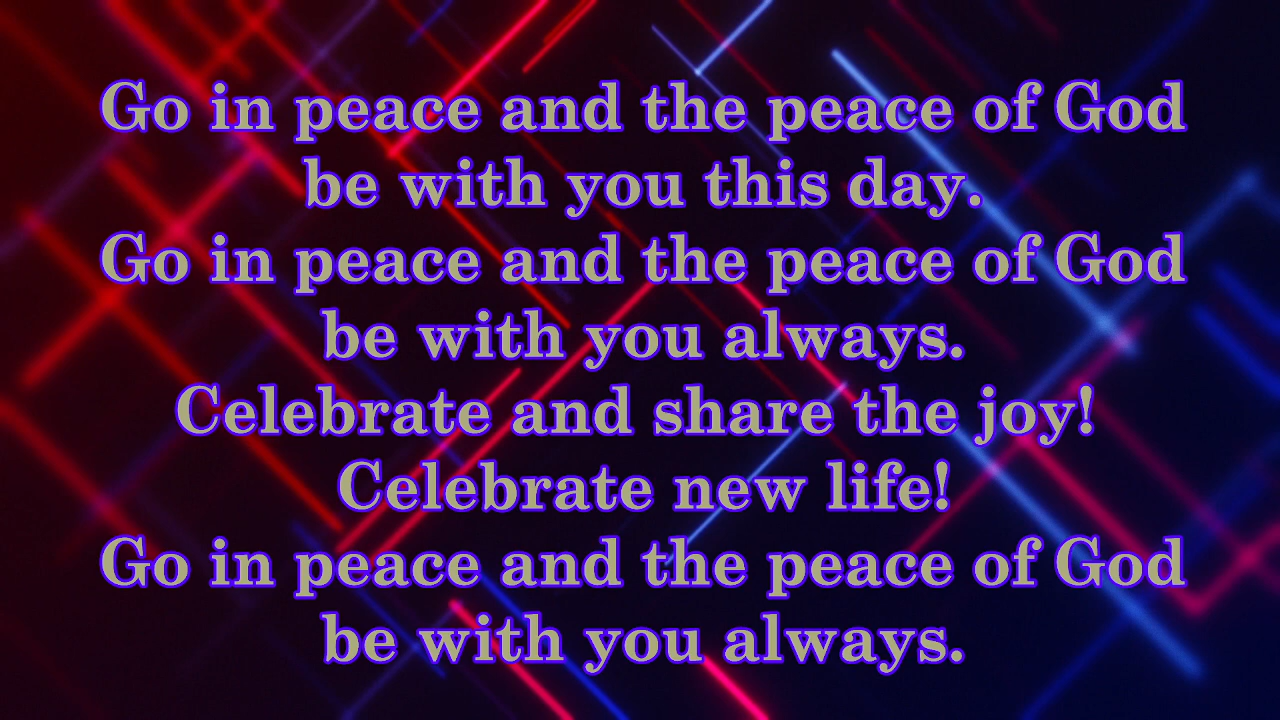 Go in peace and the peace of God
be with you this day.
Go in peace and the peace of God
be with you always.
Celebrate and share the joy!
Celebrate new life!
Go in peace and the peace of God
be with you always.